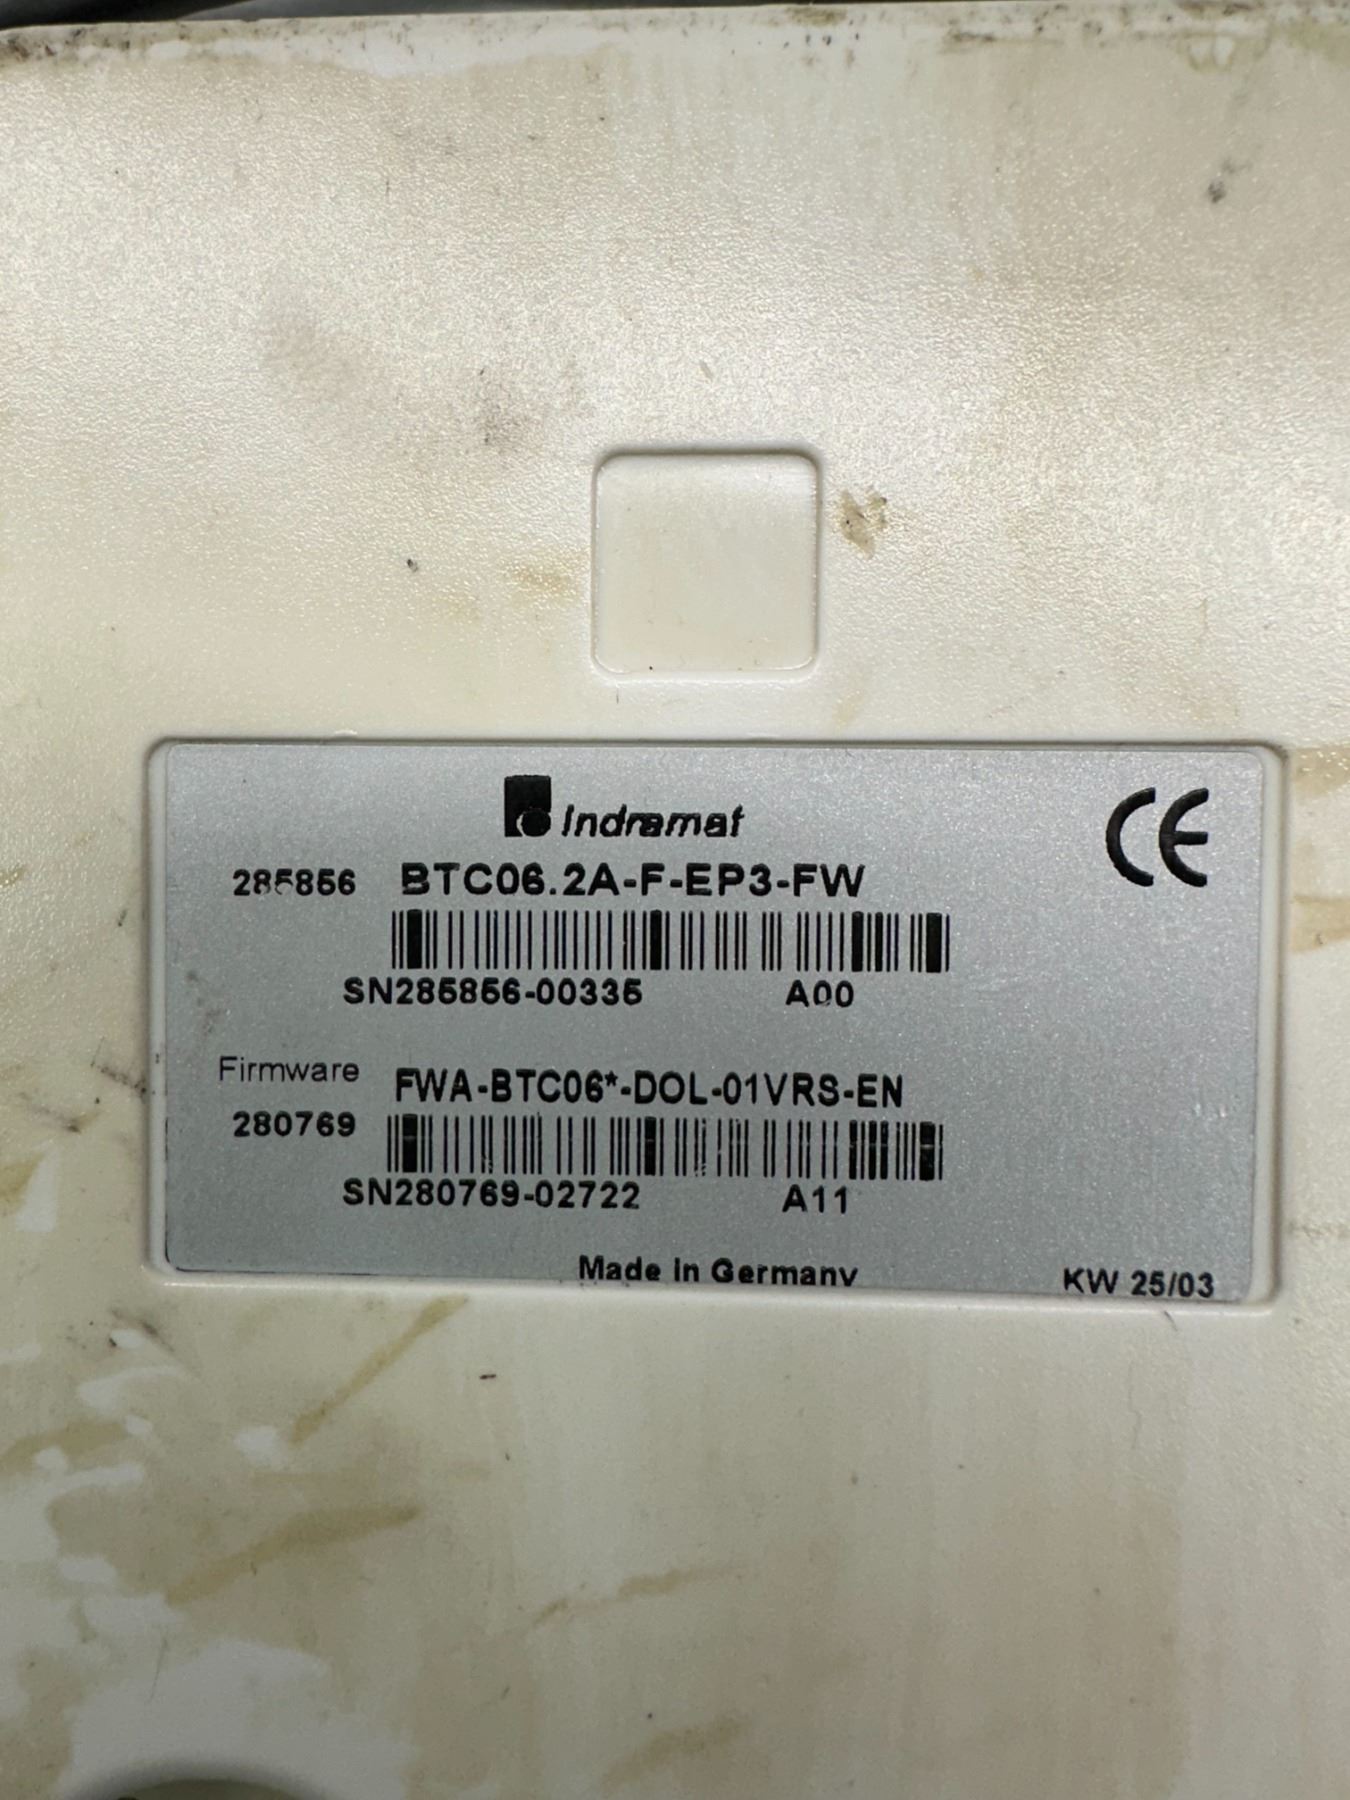 Indramat
CE
285856 BTC06.2A-F-EP3-FW
SN285856-00335 A00
Firmware FWA-BTC06*-DOL-01VRS-EN
280769
SN280769-02722 A11
Made in Germany KW 25/03